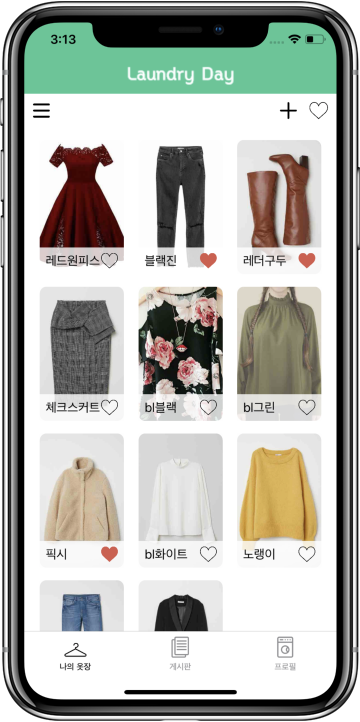 3:13
Laundry Day
레드원피스
블랙진
레더구두
체크스커트
bl블랙
bl그린
픽시
bl화이트
노랭이
나의 옷장
게시판
프로필